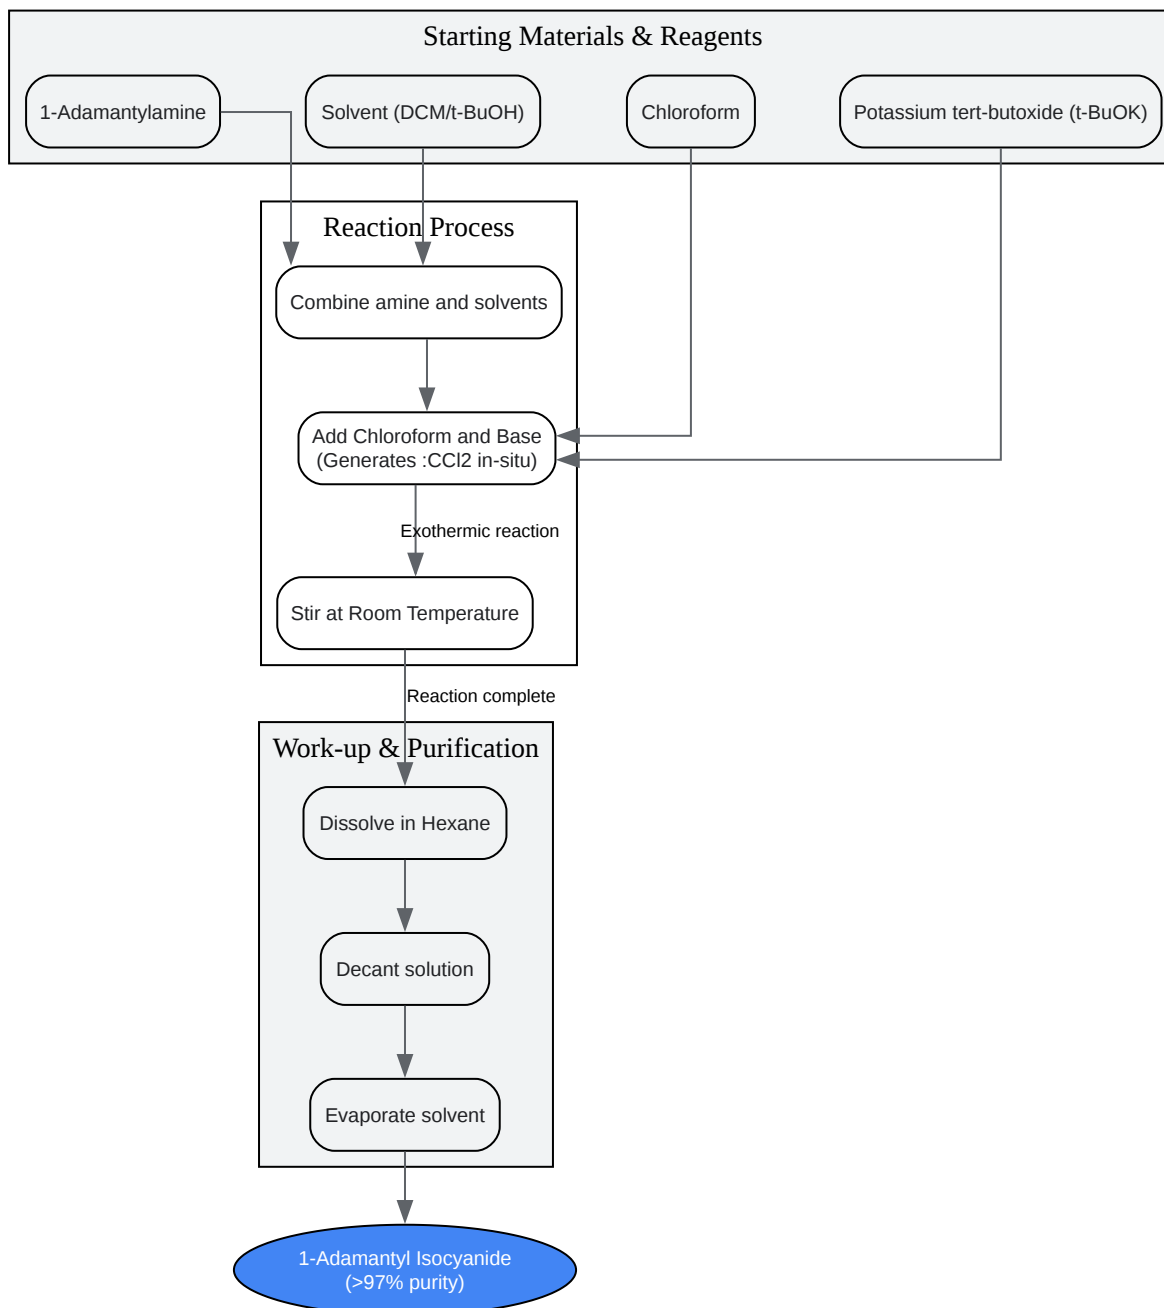 Starting Materials & Reagents
1-Adamantylamine
Solvent (DCM/t-BuOH)
Chloroform
Potassium tert-butoxide (t-BuOK)
Reaction Process
Combine amine and solvents
Add Chloroform and Base
(Generates :CCl2 in-situ)
Exothermic reaction
Stir at Room Temperature
Reaction complete
Work-up & Purification
Dissolve in Hexane
Decant solution
Evaporate solvent
1-Adamantyl Isocyanide
(>97% purity)